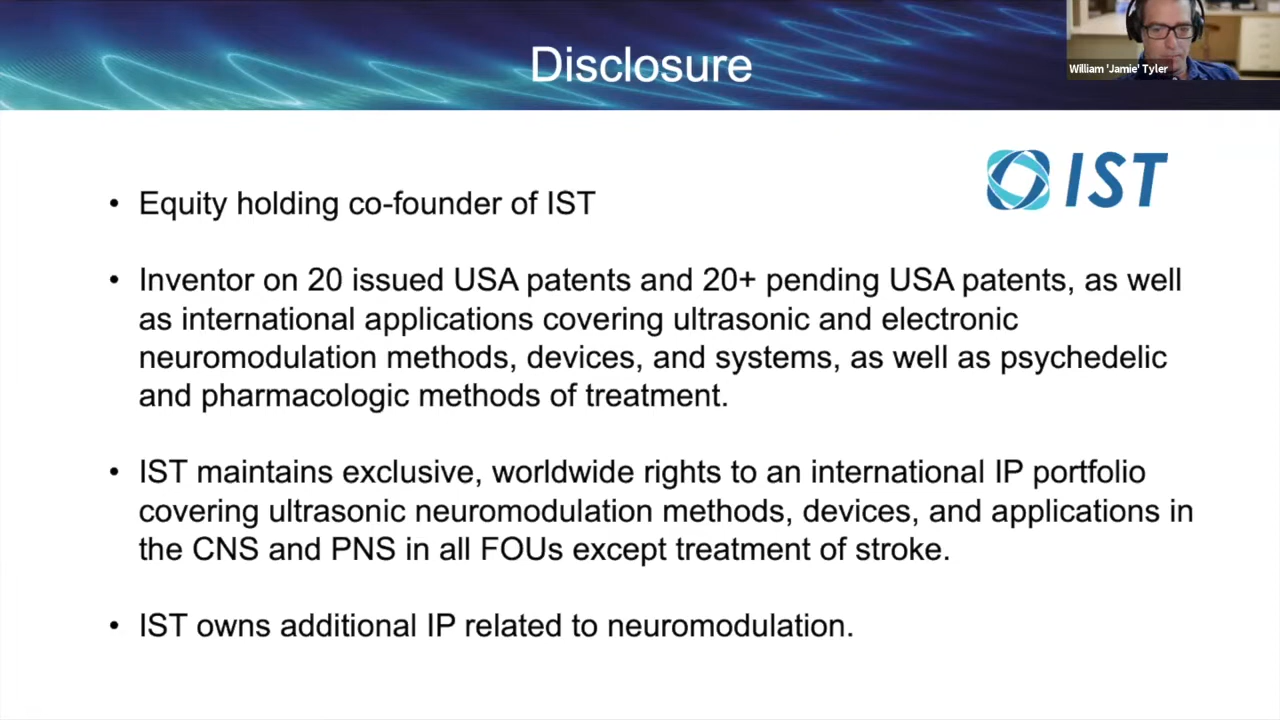 Disclosure
William 'Jamie' Tyler
IST
• Equity holding co-founder of IST
• Inventor on 20 issued USA patents and 20+ pending USA patents, as well
as international applications covering ultrasonic and electronic
neuromodulation methods, devices, and systems, as well as psychedelic
and pharmacologic methods of treatment.
• IST maintains exclusive, worldwide rights to an international IP portfolio
covering ultrasonic neuromodulation methods, devices, and applications in
the CNS and PNS in all FOUs except treatment of stroke.
• IST owns additional IP related to neuromodulation.